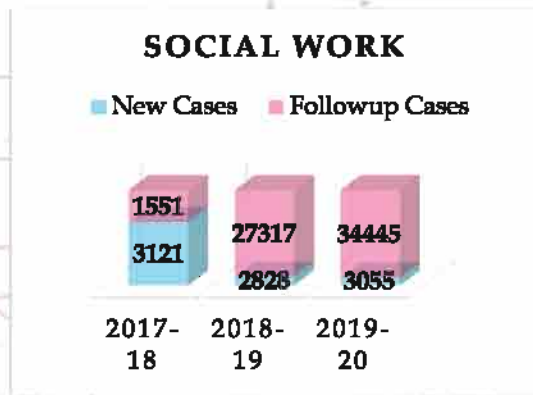 SOCIAL WORK
New Cases Followup Cases
1551 27317 34445
3121 2828 3055
2017- 2018- 2019-
18 19 20